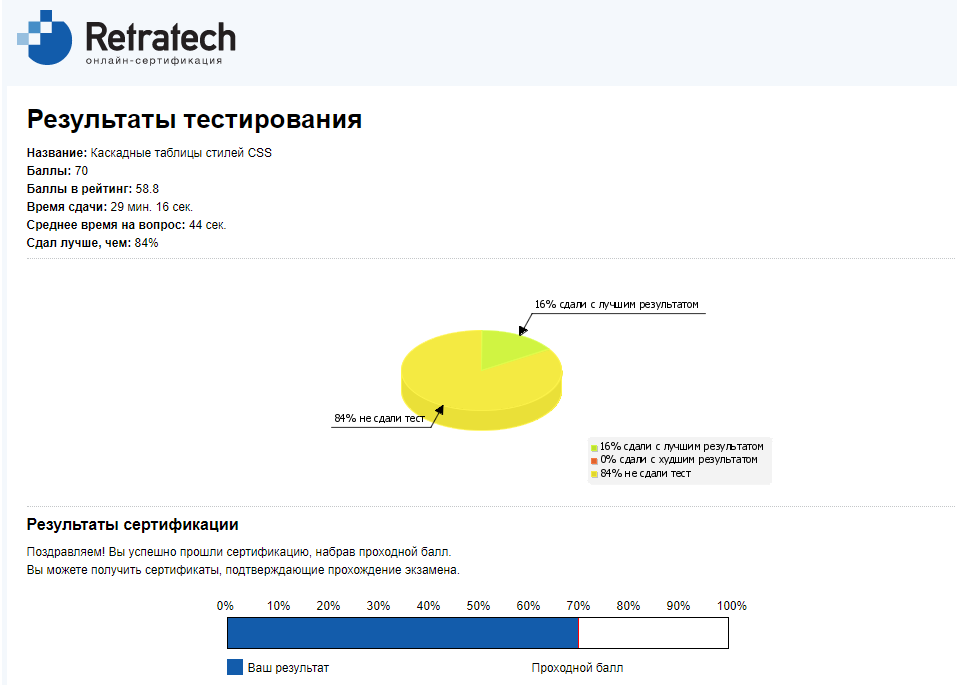 Retratech
онлайн-сертификация
Результаты тестирования
Название: Каскадные таблицы стилей CSS
Баллы: 70
Баллы в рейтинг: 58.8
Время сдачи: 29 мин. 16 сек.
Среднее время на вопрос: 44 сек.
Сдал лучше, чем: 84%
16% сдали с лучшим результатом
84% не сдали тест
16% сдали с лучшим результатом
0% сдали с худшим результатом
84% не сдали тест
Результаты сертификации
Поздравляем! Вы успешно прошли сертификацию, набрав проходной балл.
Вы можете получить сертификаты, подтверждающие прохождение экзамена.
0% 10% 20% 30% 40% 50% 60% 70% 80% 90% 100%
Ваш результат Проходной балл